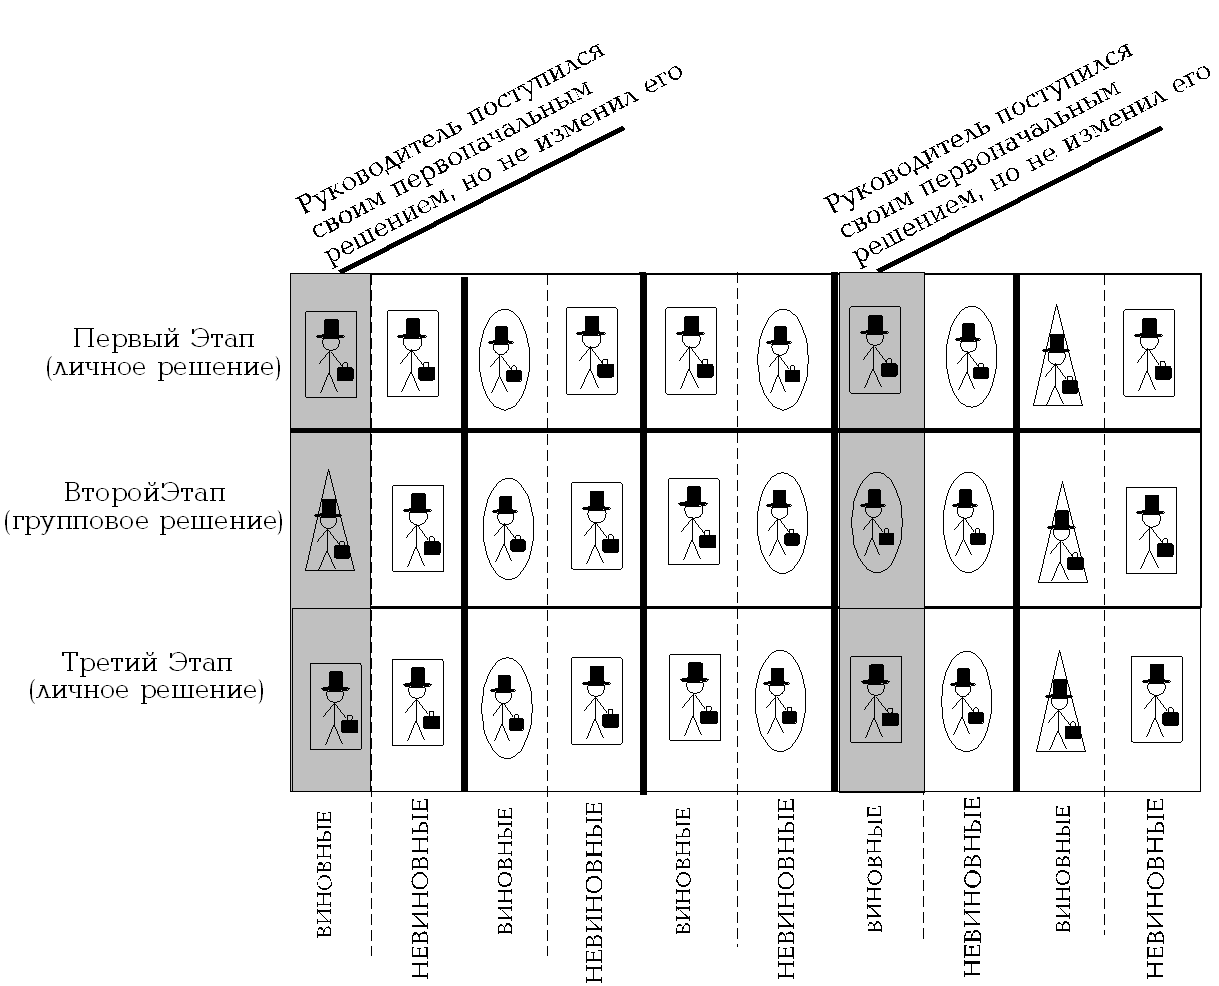 Руководитель поступился
своим первоначальным
решением, но не изменил его
Руководитель поступился
своим первоначальным
решением, но не изменил его
Первый Этап
(личное решение)
ВторойЭтап
(групповое решение)
Третий Этап
(личное решение)
ВИНОВНЫЕ
НЕВИНОВНЫЕ
ВИНОВНЫЕ
НЕВИНОВНЫЕ
ВИНОВНЫЕ
НЕВИНОВНЫЕ
ВИНОВНЫЕ
НЕВИНОВНЫЕ
ВИНОВНЫЕ
НЕВИНОВНЫЕ